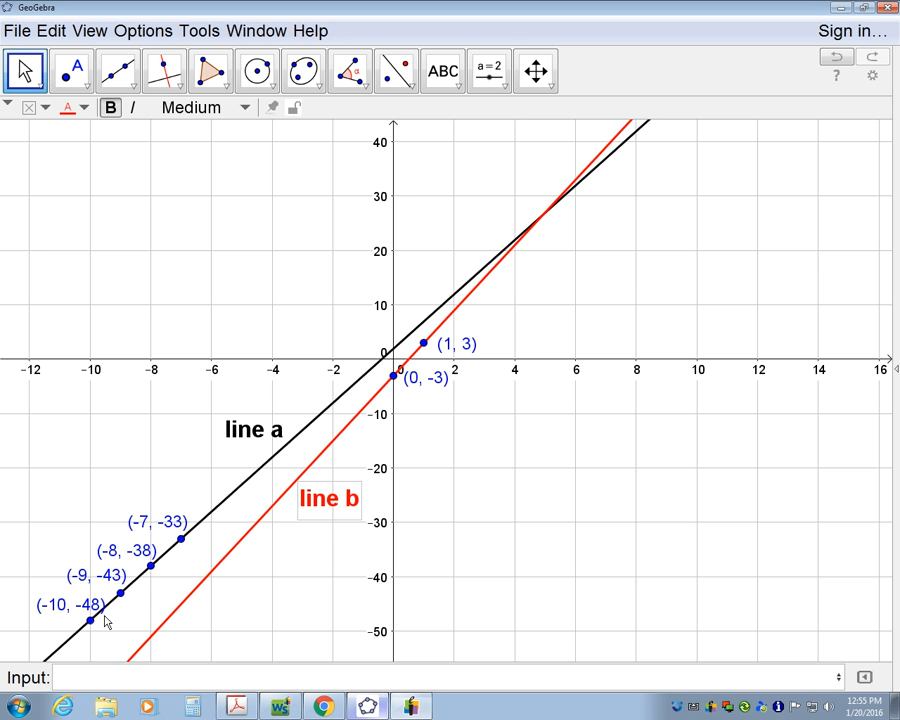 GeoGebra
File Edit View Options Tools Window Help
Sign in...
A
α
ABC
a = 2
?
A
B I Medium
40
30
20
10
0
-12 -10 -8 -6 -4 -2 0 2 4 6 8 10 12 14 16
(1, 3)
(0, -3)
-10
line a
-20
line b
-30
(-7, -33)
(-8, -38)
-40
(-9, -43)
(-10, -48)
-50
Input:
12:55 PM
1/20/2016